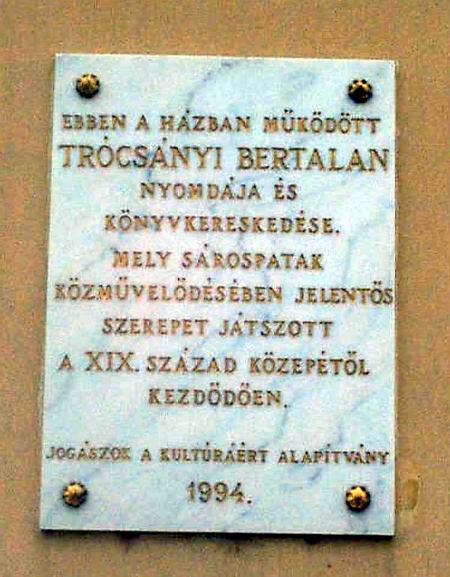 EBBEN A HÁZBAN MŰKÖDÖTT
TRÓCSÁNYI BERTALAN
NYOMDÁJA ÉS
KÖNYVKERESKEDÉSE.
MELY SÁROSPATAK
KÖZMŰVELŐDÉSÉBEN JELENTŐS
SZEREPET JÁTSZOTT
A XIX. SZÁZAD KÖZEPÉTŐL
KEZDŐDŐEN.
JOGÁSZOK A KULTÚRÁÉRT ALAPÍTVÁNY
1994.